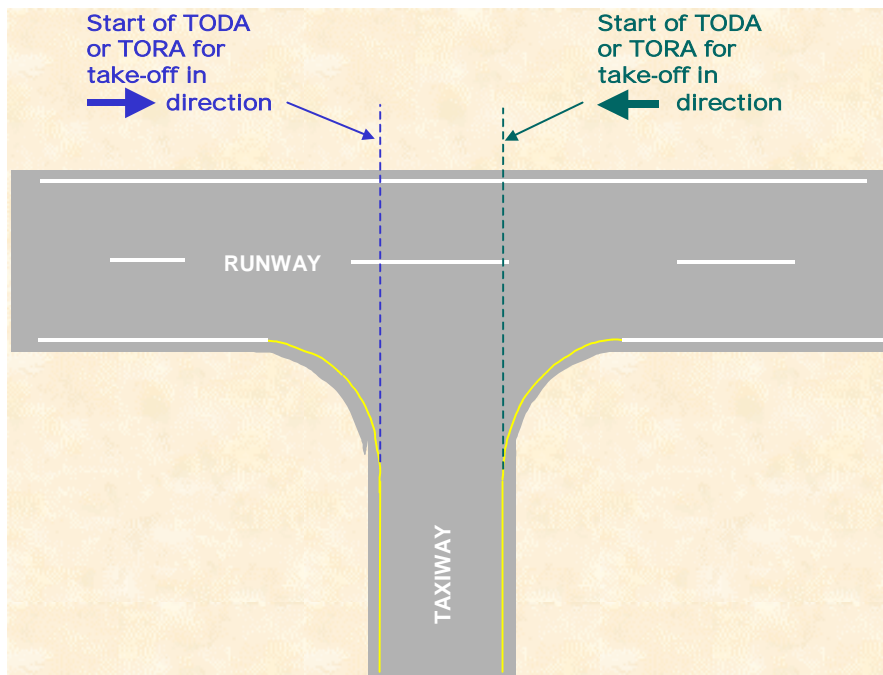 Start of TODA
or TORA for
take-off in
direction
Start of TODA
or TORA for
take-off in
direction
RUNWAY
TAXIWAY